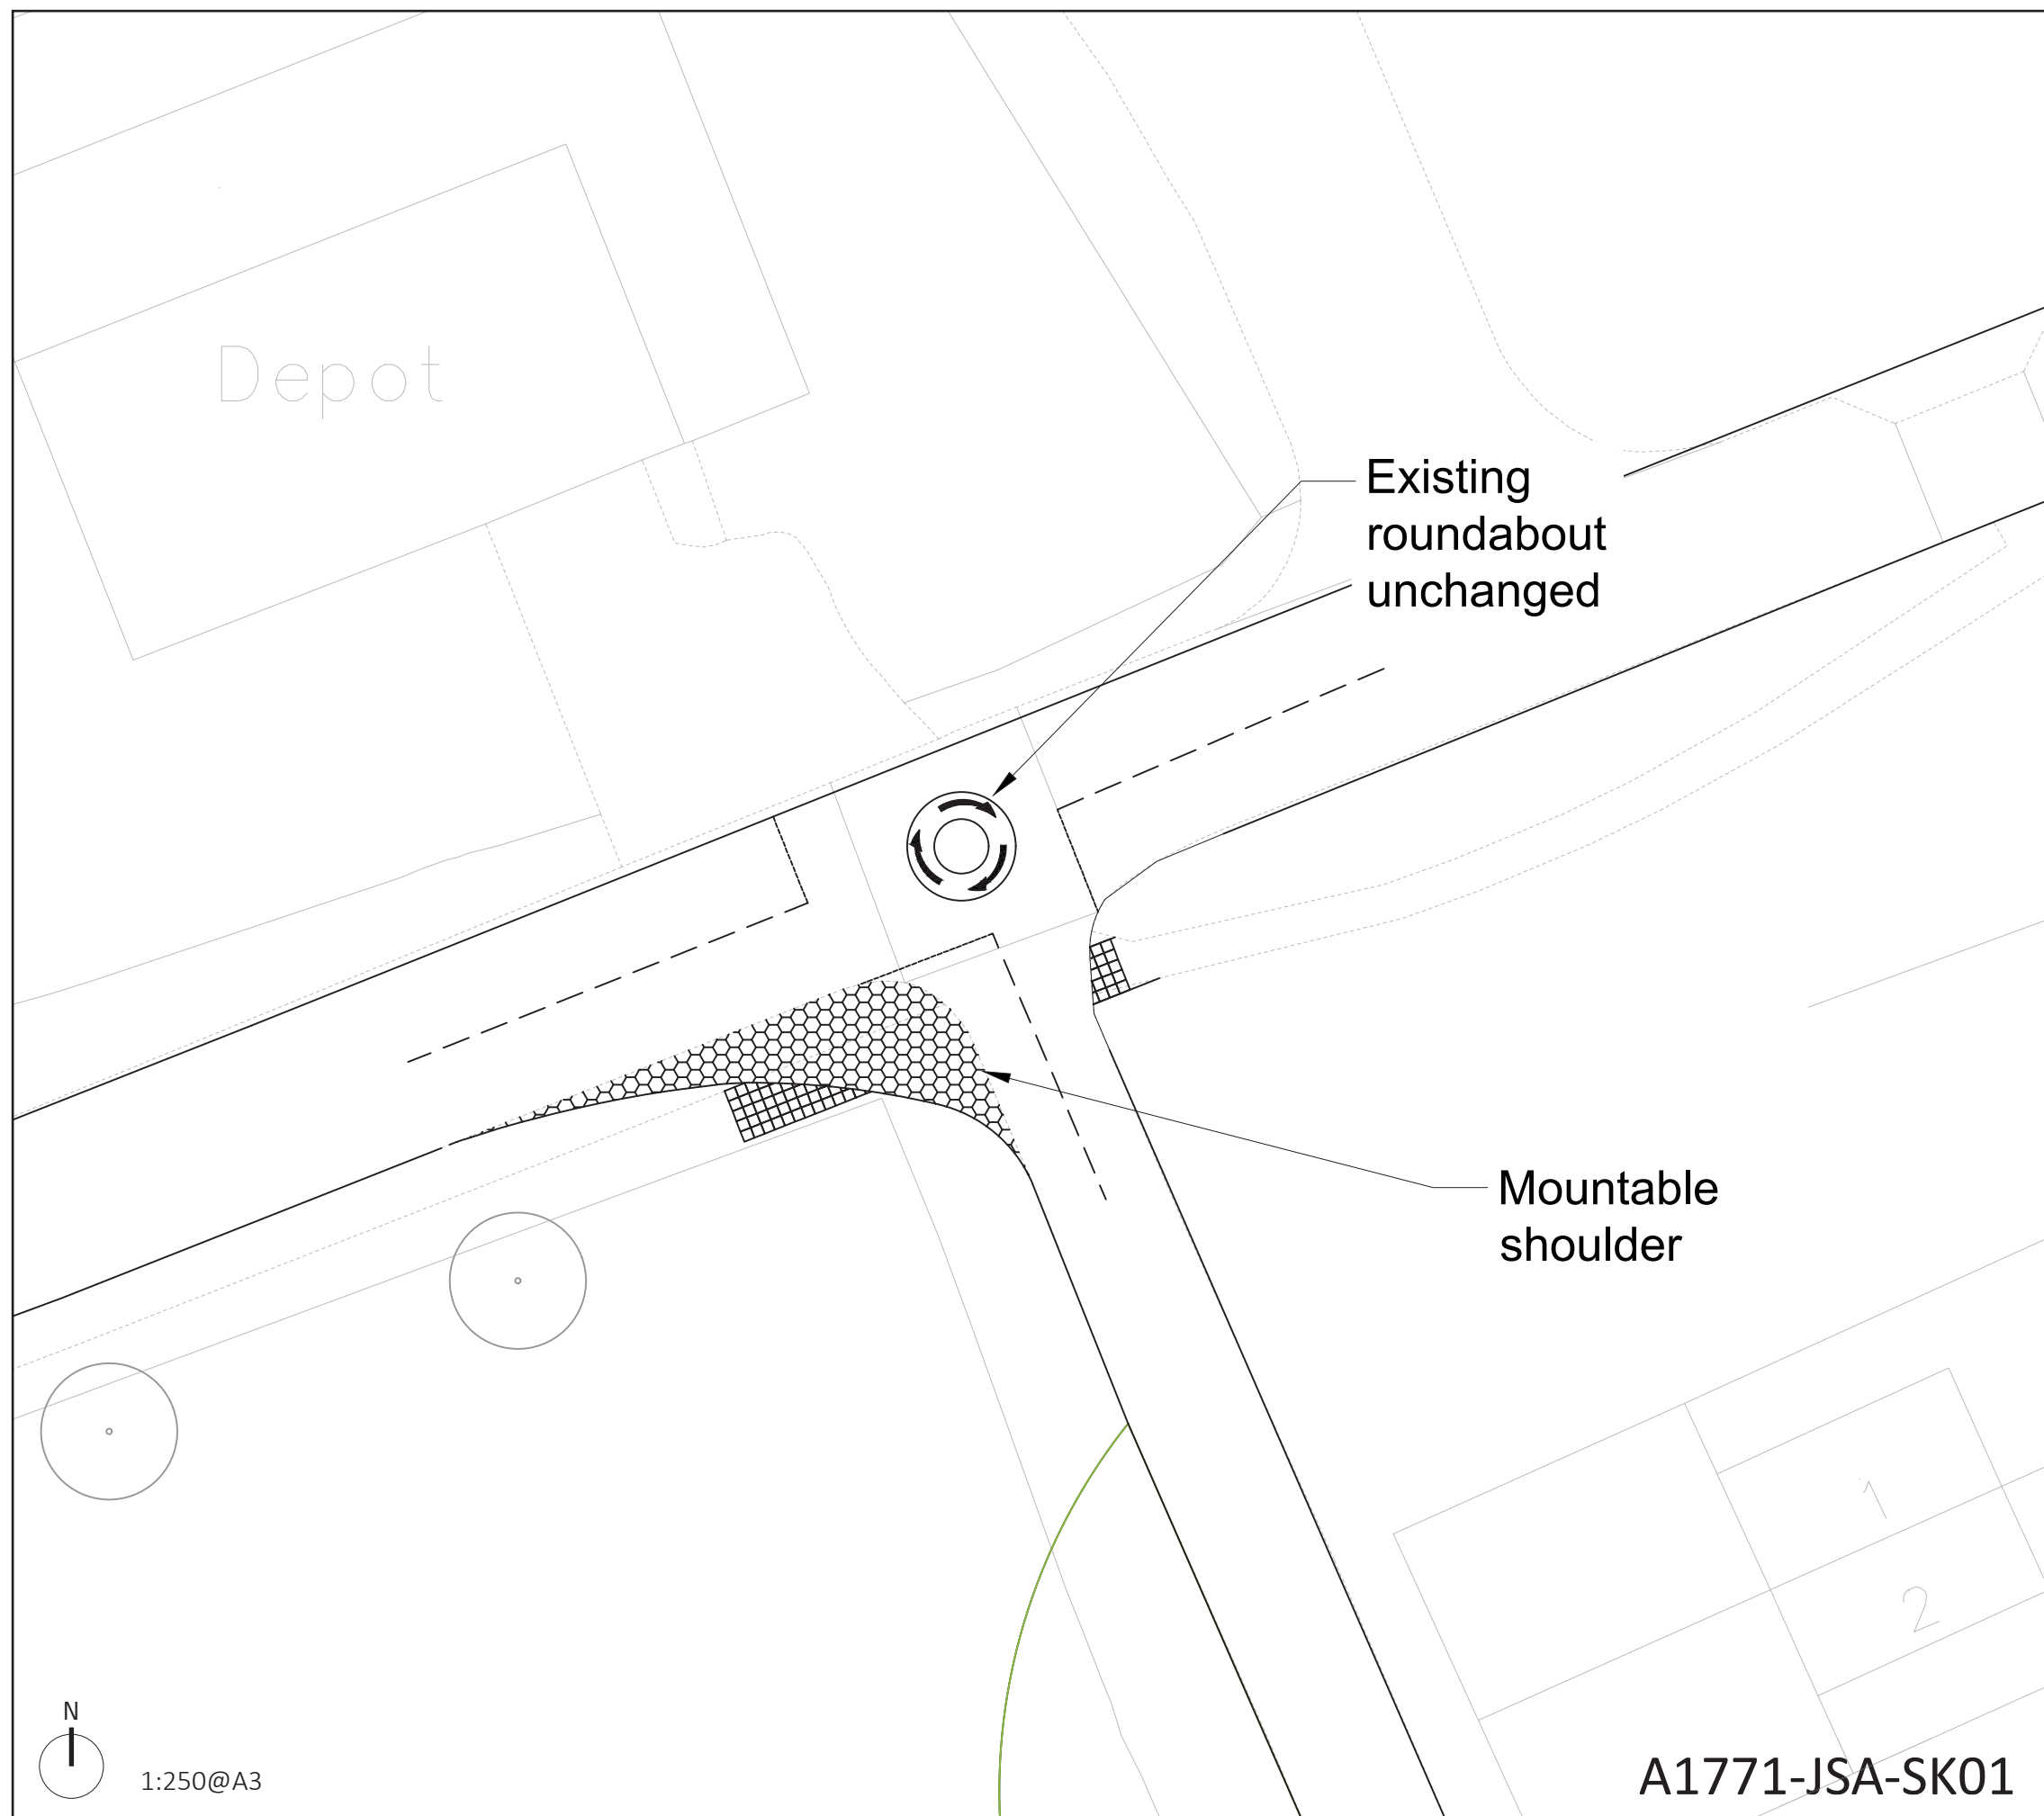 Depot
Existing
roundabout
unchanged
Mountable
shoulder
1
2
N
1:250@A3
A1771-JSA-SK01